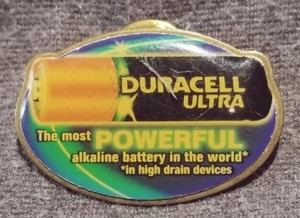 DURACELL
ULTRA
The most POWERFUL
alkaline battery in the world*
*in high drain devices